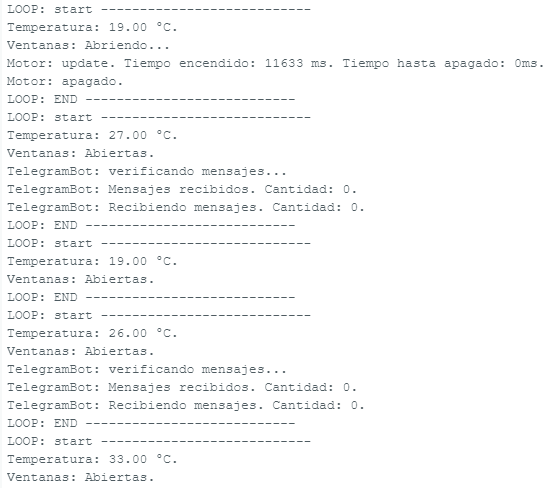 LOOP: start ---------------------------
Temperatura: 19.00 °C.
Ventanas: Abriendo...
Motor: update. Tiempo encendido: 11633 ms. Tiempo hasta apagado: 0ms.
Motor: apagado.
LOOP: END ---------------------------
LOOP: start ---------------------------
Temperatura: 27.00 °C.
Ventanas: Abiertas.
TelegramBot: verificando mensajes...
TelegramBot: Mensajes recibidos. Cantidad: 0.
TelegramBot: Recibiendo mensajes. Cantidad: 0.
LOOP: END ---------------------------
LOOP: start ---------------------------
Temperatura: 19.00 °C.
Ventanas: Abiertas.
LOOP: END ---------------------------
LOOP: start ---------------------------
Temperatura: 26.00 °C.
Ventanas: Abiertas.
TelegramBot: verificando mensajes...
TelegramBot: Mensajes recibidos. Cantidad: 0.
TelegramBot: Recibiendo mensajes. Cantidad: 0.
LOOP: END ---------------------------
LOOP: start ---------------------------
Temperatura: 33.00 °C.
Ventanas: Abiertas.